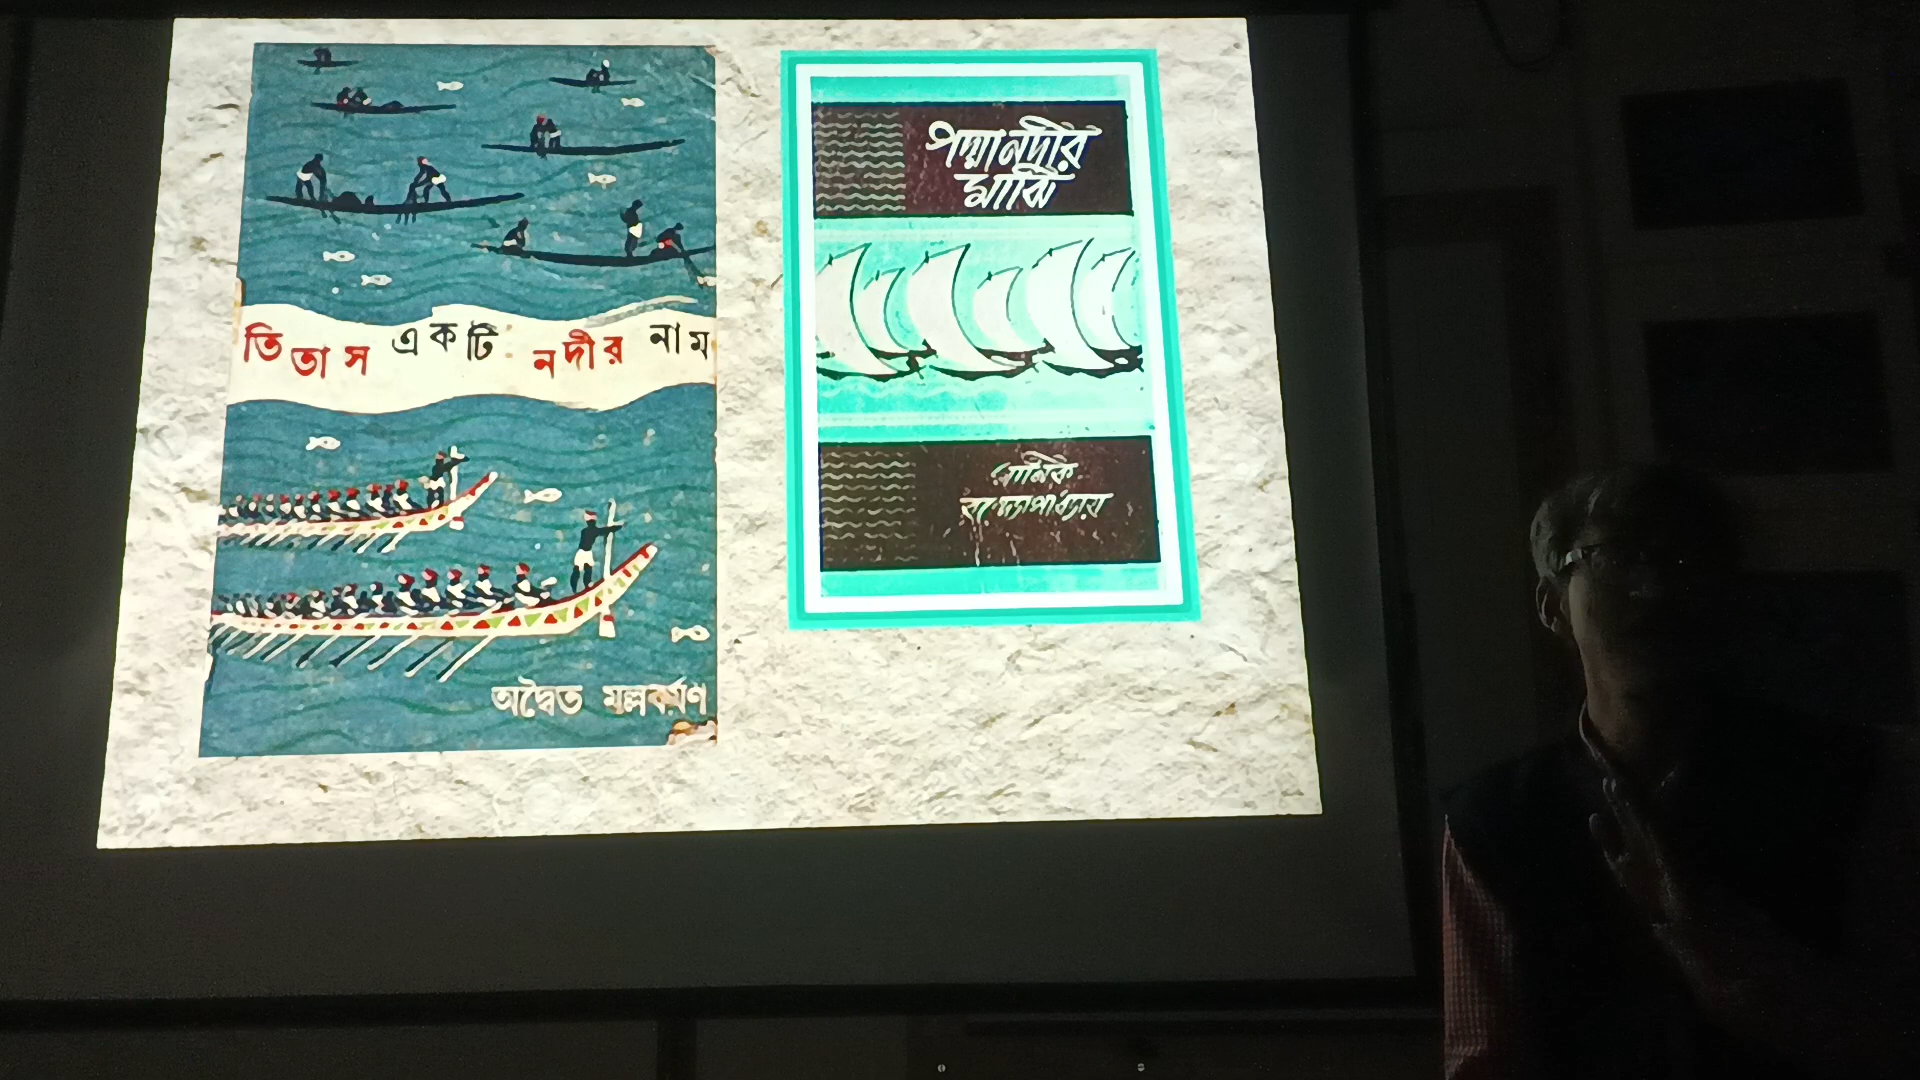 তিতাস একটি নদীর নাম
অদ্বৈত মল্লবর্মণ
পদ্মানদীর
মাঝি
মানিক
বন্দ্যোপাধ্যায়